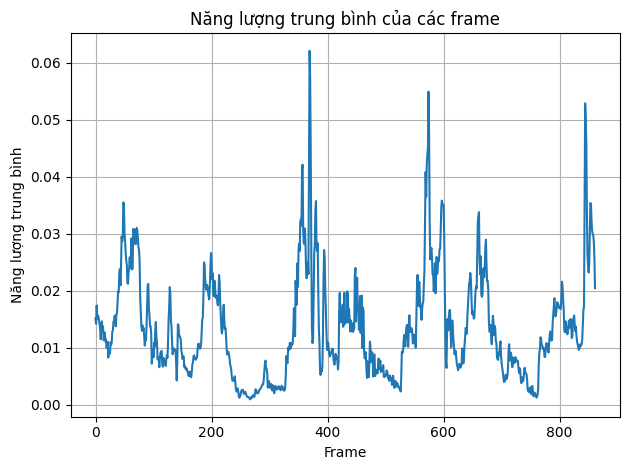 Năng lượng trung bình của các frame
Năng lượng trung bình
0.06
0.05
0.04
0.03
0.02
0.01
0.00
0 200 400 600 800
Frame